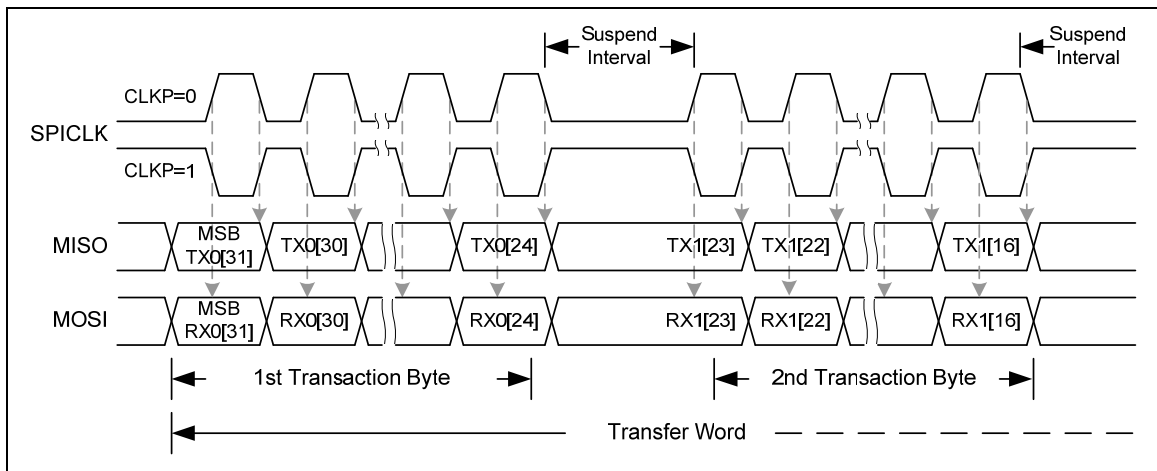 Suspend
Interval
Suspend
Interval
CLKP=0
SPICLK
CLKP=1
MISO
MSB
TX0[31]
TX0[30]
TX0[24]
TX1[23]
TX1[22]
TX1[16]
MOSI
MSB
RX0[31]
RX0[30]
RX0[24]
RX1[23]
RX1[22]
RX1[16]
1st Transaction Byte
2nd Transaction Byte
Transfer Word